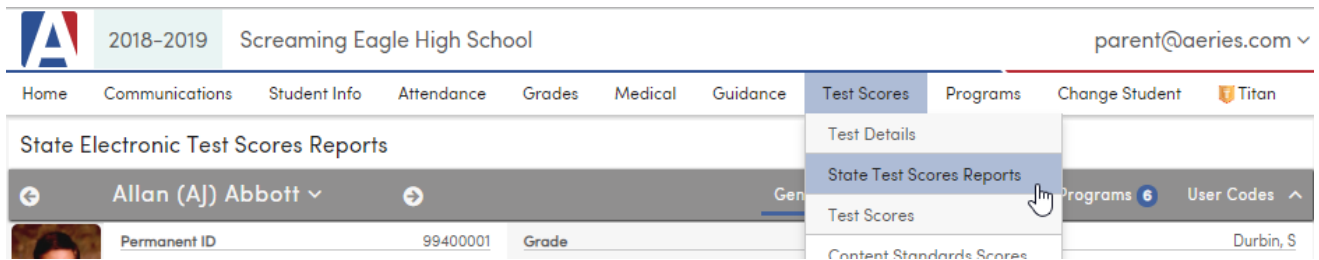 2018-2019 Screaming Eagle High School parent@aeries.com
Home Communications Student Info Attendance Grades Medical Guidance Test Scores Programs Change Student Titan
Test Details
State Electronic Test Scores Reports
State Test Scores Reports
Allan (AJ) Abbott Gen Programs 6 User Codes
Test Scores
Permanent ID 99400001 Grade Durbin, S
Content Standards Scores